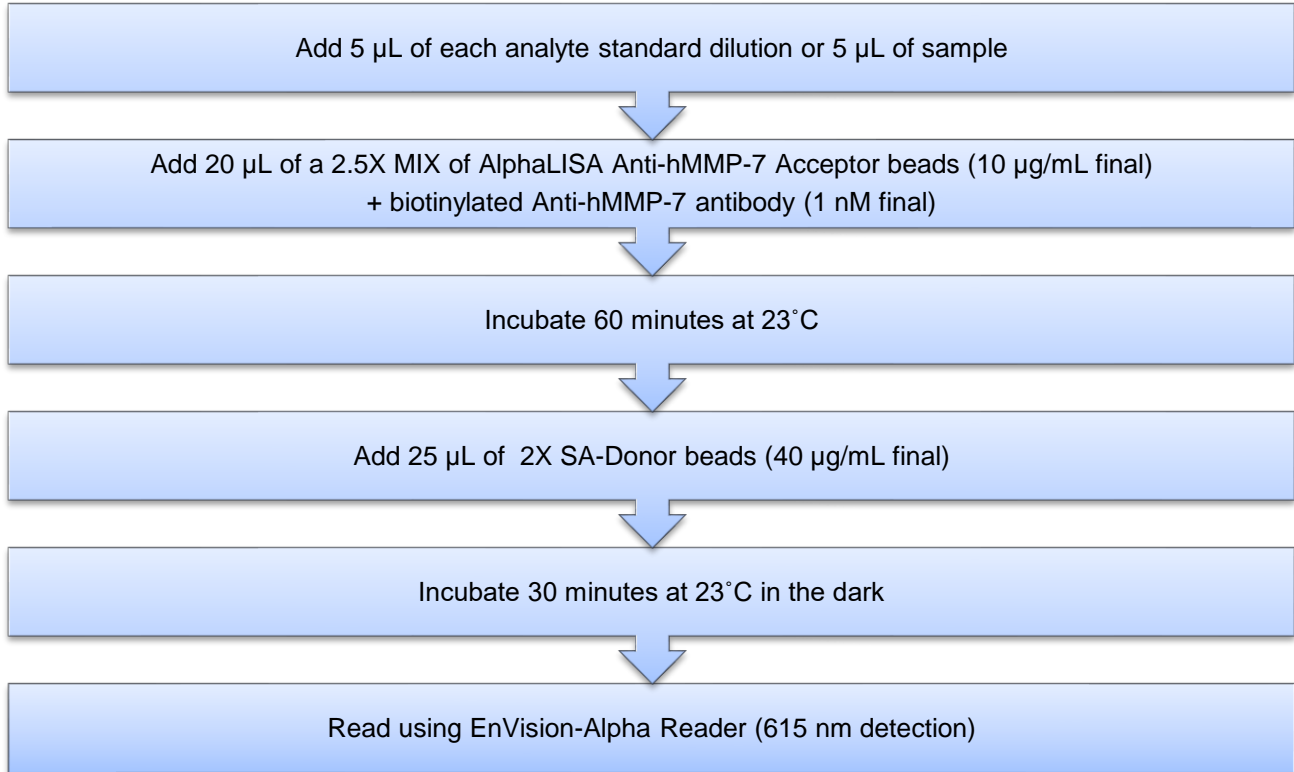 Add 5 µL of each analyte standard dilution or 5 µL of sample
Add 20 µL of a 2.5X MIX of AlphaLISA Anti-hMMP-7 Acceptor beads (10 µg/mL final)
+ biotinylated Anti-hMMP-7 antibody (1 nM final)
Incubate 60 minutes at 23˚C
Add 25 µL of  2X SA-Donor beads (40 µg/mL final)
Incubate 30 minutes at 23˚C in the dark
Read using EnVision-Alpha Reader (615 nm detection)